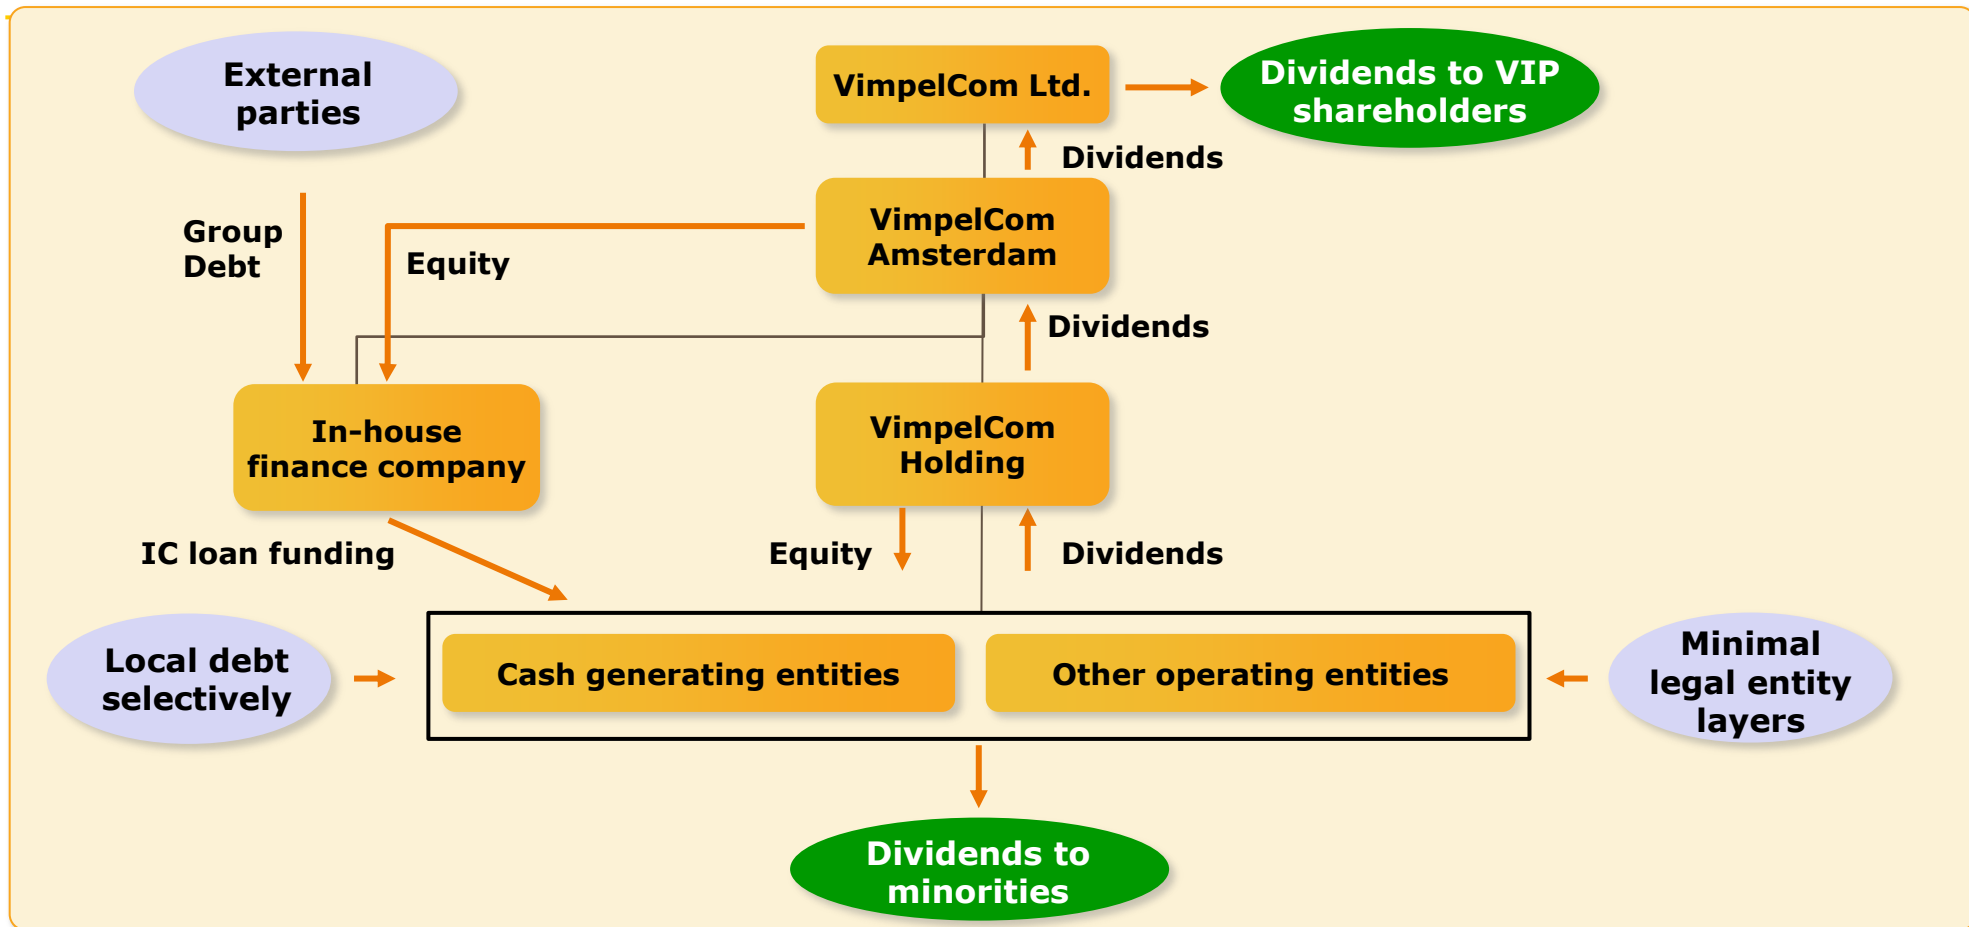 External
parties
VimpelCom Ltd.
Dividends to VIP
shareholders
Dividends
Group
Debt
Equity
VimpelCom
Amsterdam
Dividends
In-house
finance company
VimpelCom
Holding
IC loan funding
Equity
Dividends
Local debt
selectively
Cash generating entities
Other operating entities
Minimal
legal entity
layers
Dividends to
minorities